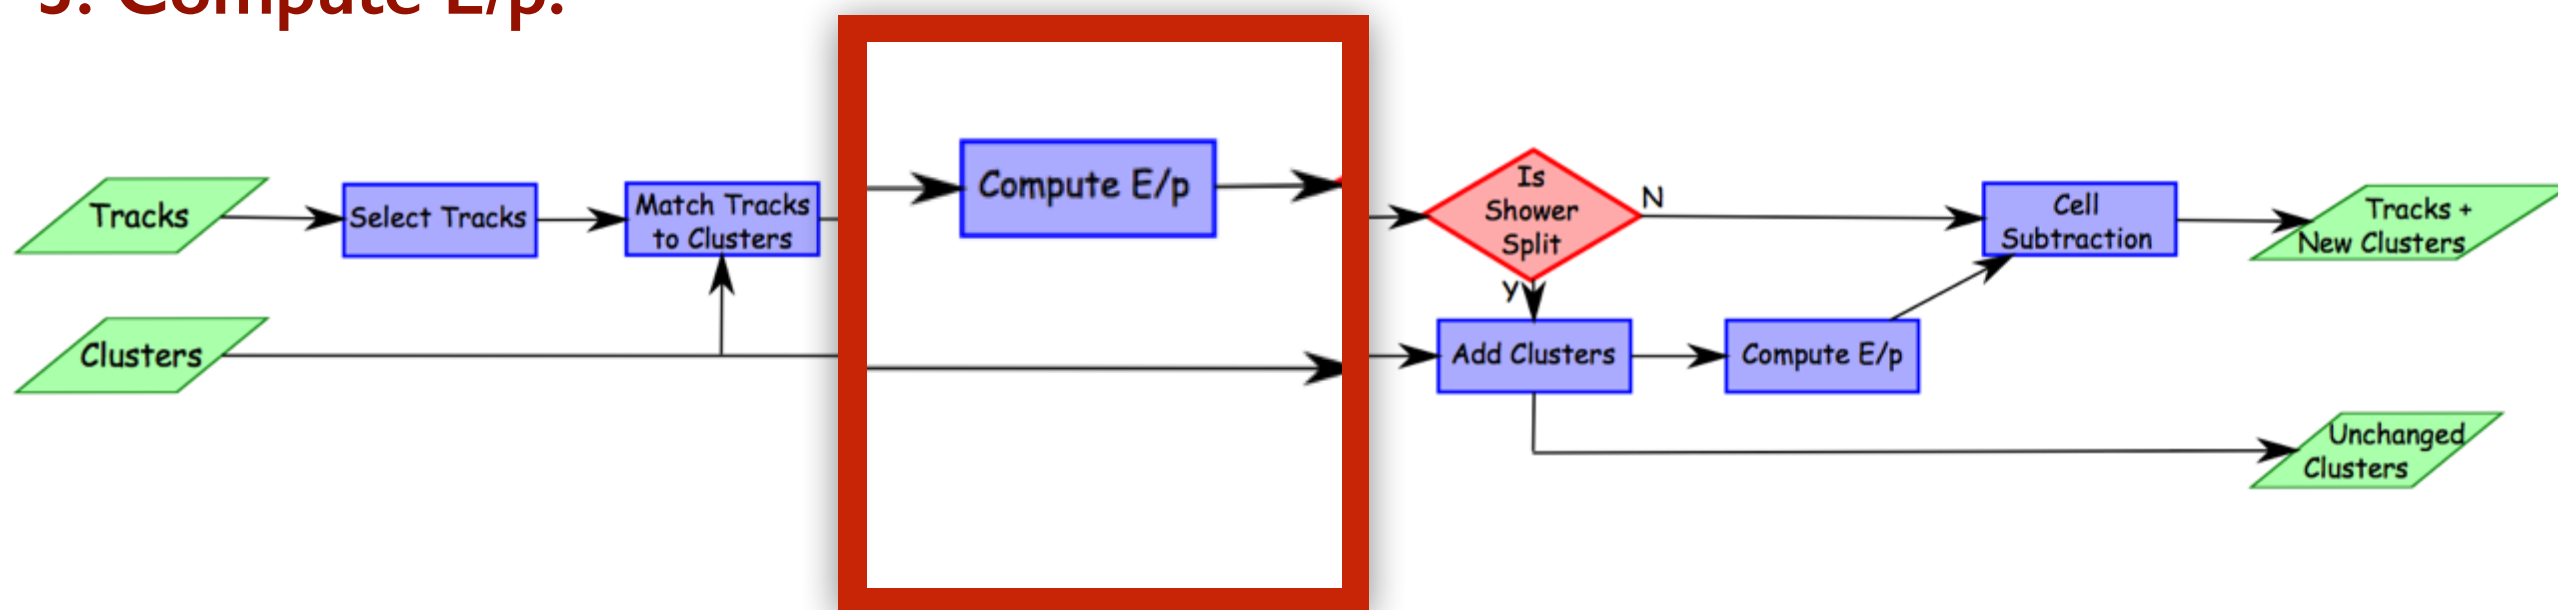 Compute E/p.
Compute E/p
Is
Shower
Split
N
Y
Tracks
Select Tracks
Match Tracks
to Clusters
Cell
Subtraction
Tracks +
New Clusters
Clusters
Add Clusters
Compute E/p
Unchanged
Clusters